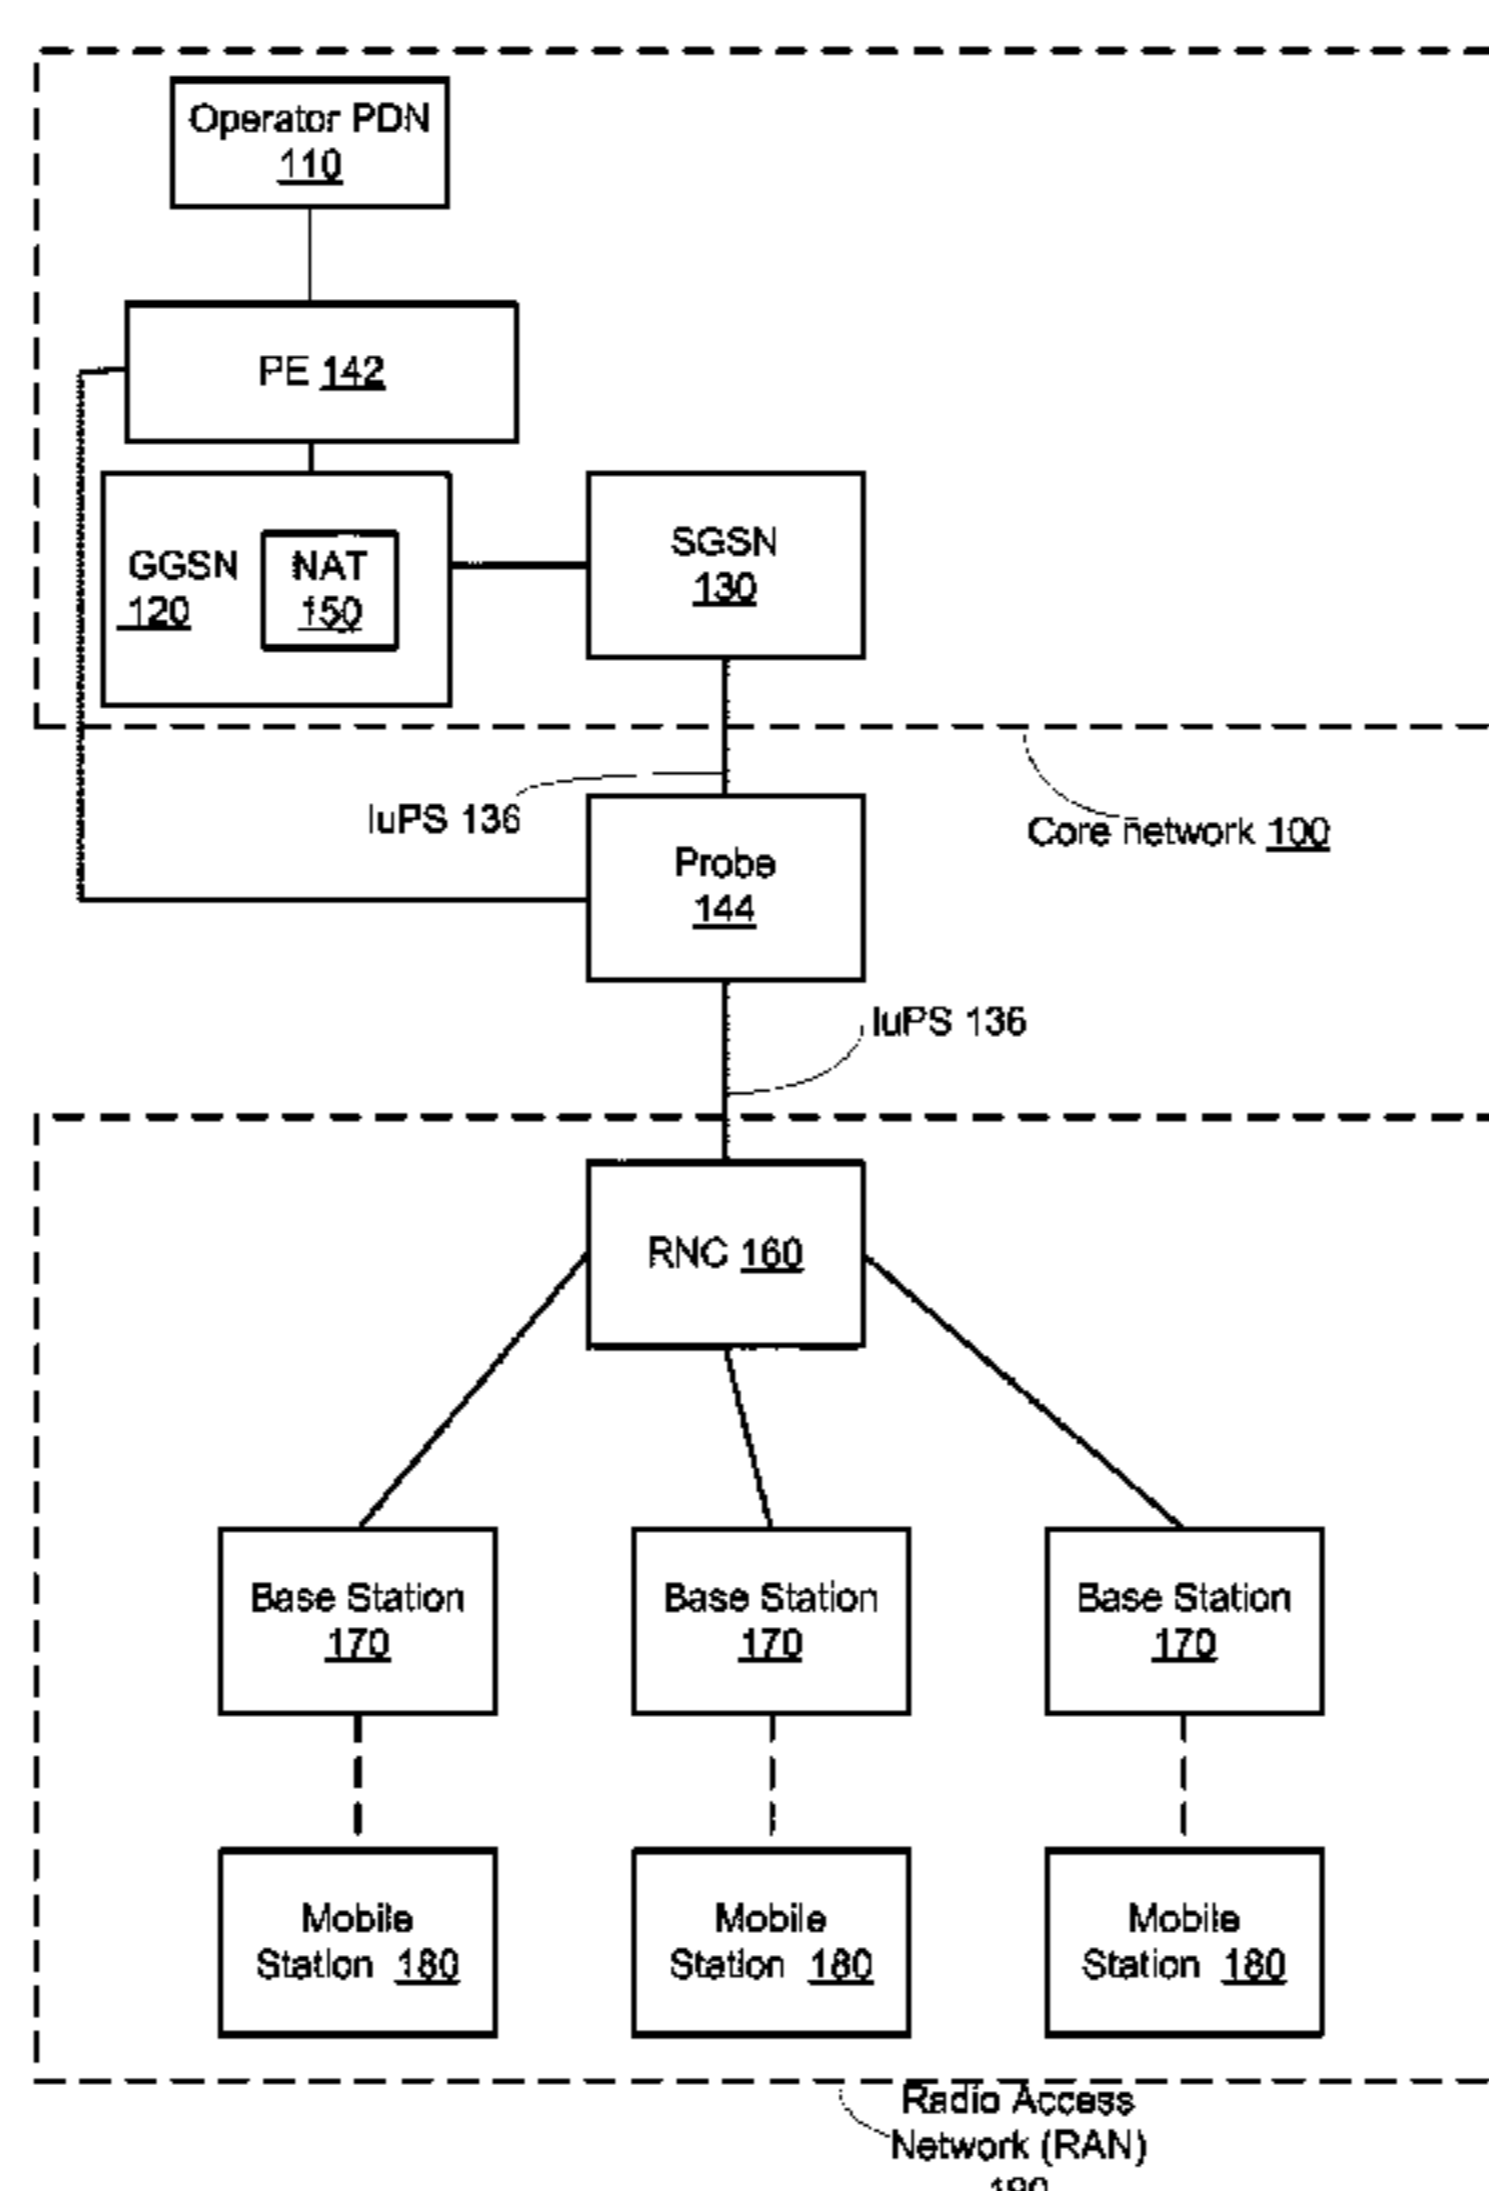 Operator PDN
110
PE 142
GGSN
120
NAT
150
SGSN
130
IuPS 136
Core network 100
Probe
144
IuPS 136
RNC 160
Base Station
170
Base Station
170
Base Station
170
Mobile
Station 180
Mobile
Station 180
Mobile
Station 180
Radio Access
Network (RAN)